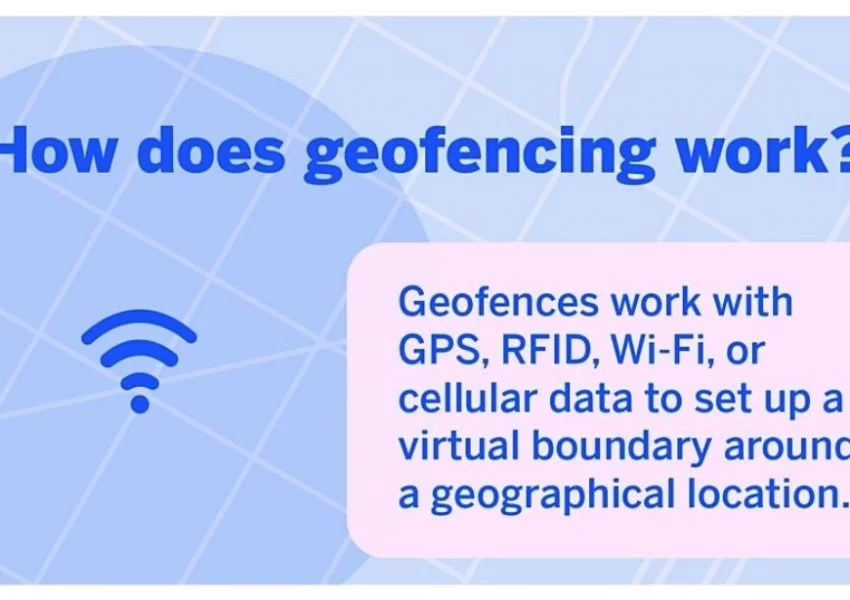 How does geofencing work?
Geofences work with
GPS, RFID, Wi-Fi, or
cellular data to set up a
virtual boundary around
a geographical location.